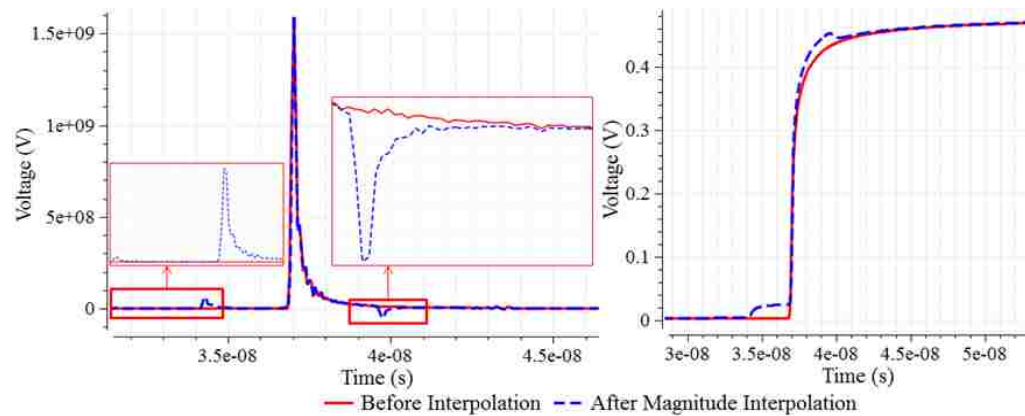 1.5e+09
1e+09
5e+08
0
Voltage (V)
3.5e-08
4e-08
4.5e-08
Time (s)
0.4
0.3
0.2
0.1
0
Voltage (V)
3e-08
3.5e-08
4e-08
4.5e-08
5e-08
Time (s)
Before Interpolation
After Magnitude Interpolation